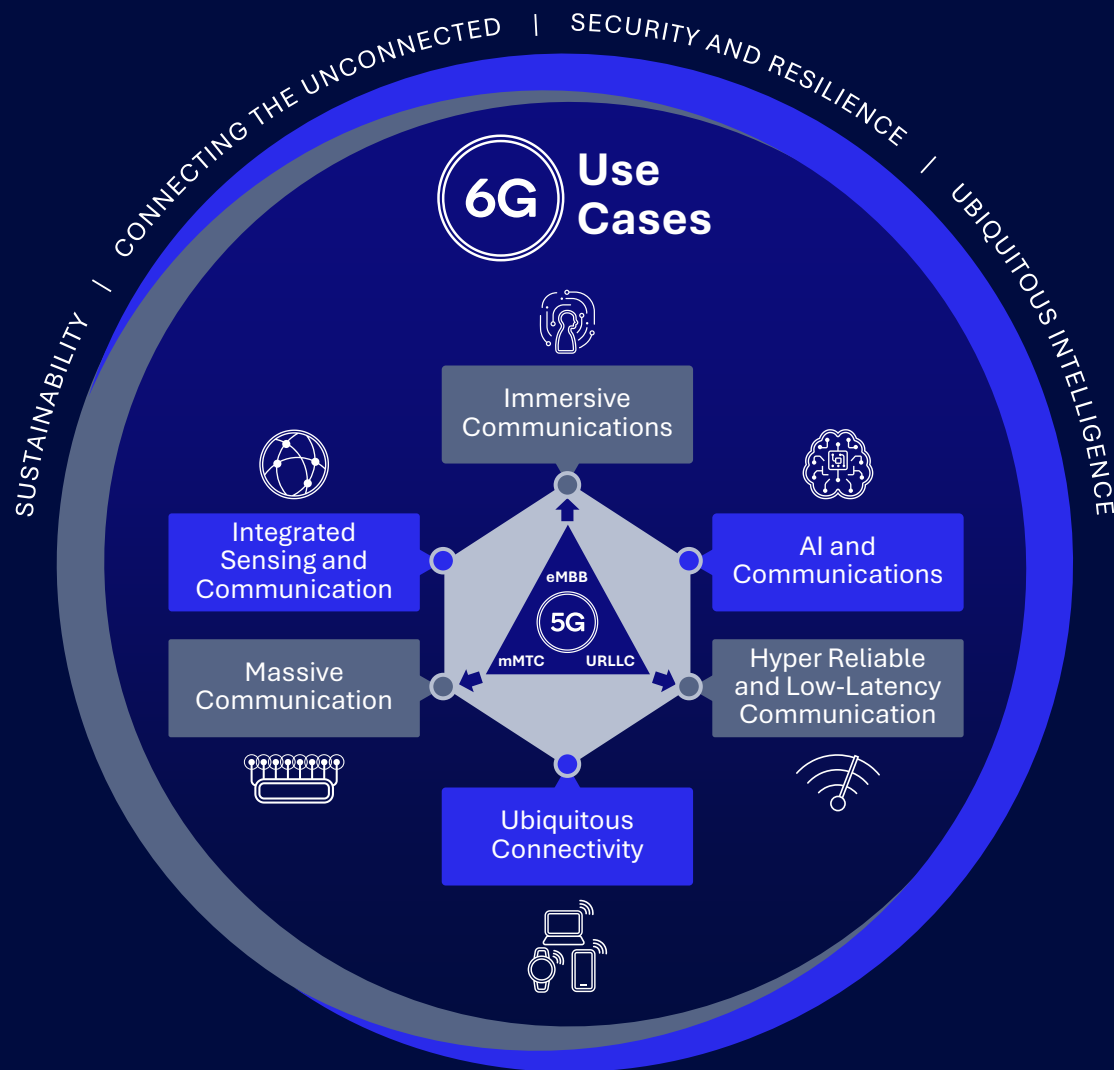 SUSTAINABILITY | CONNECTING THE UNCONNECTED | SECURITY AND RESILIENCE | UBIQUITOUS INTELLIGENCE
6G
Use
Cases
Immersive
Communications
Integrated
Sensing and
Communication
AI and
Communications
eMBB
5G
mMTC URLLC
Massive
Communication
Hyper Reliable
and Low-Latency
Communication
Ubiquitous
Connectivity